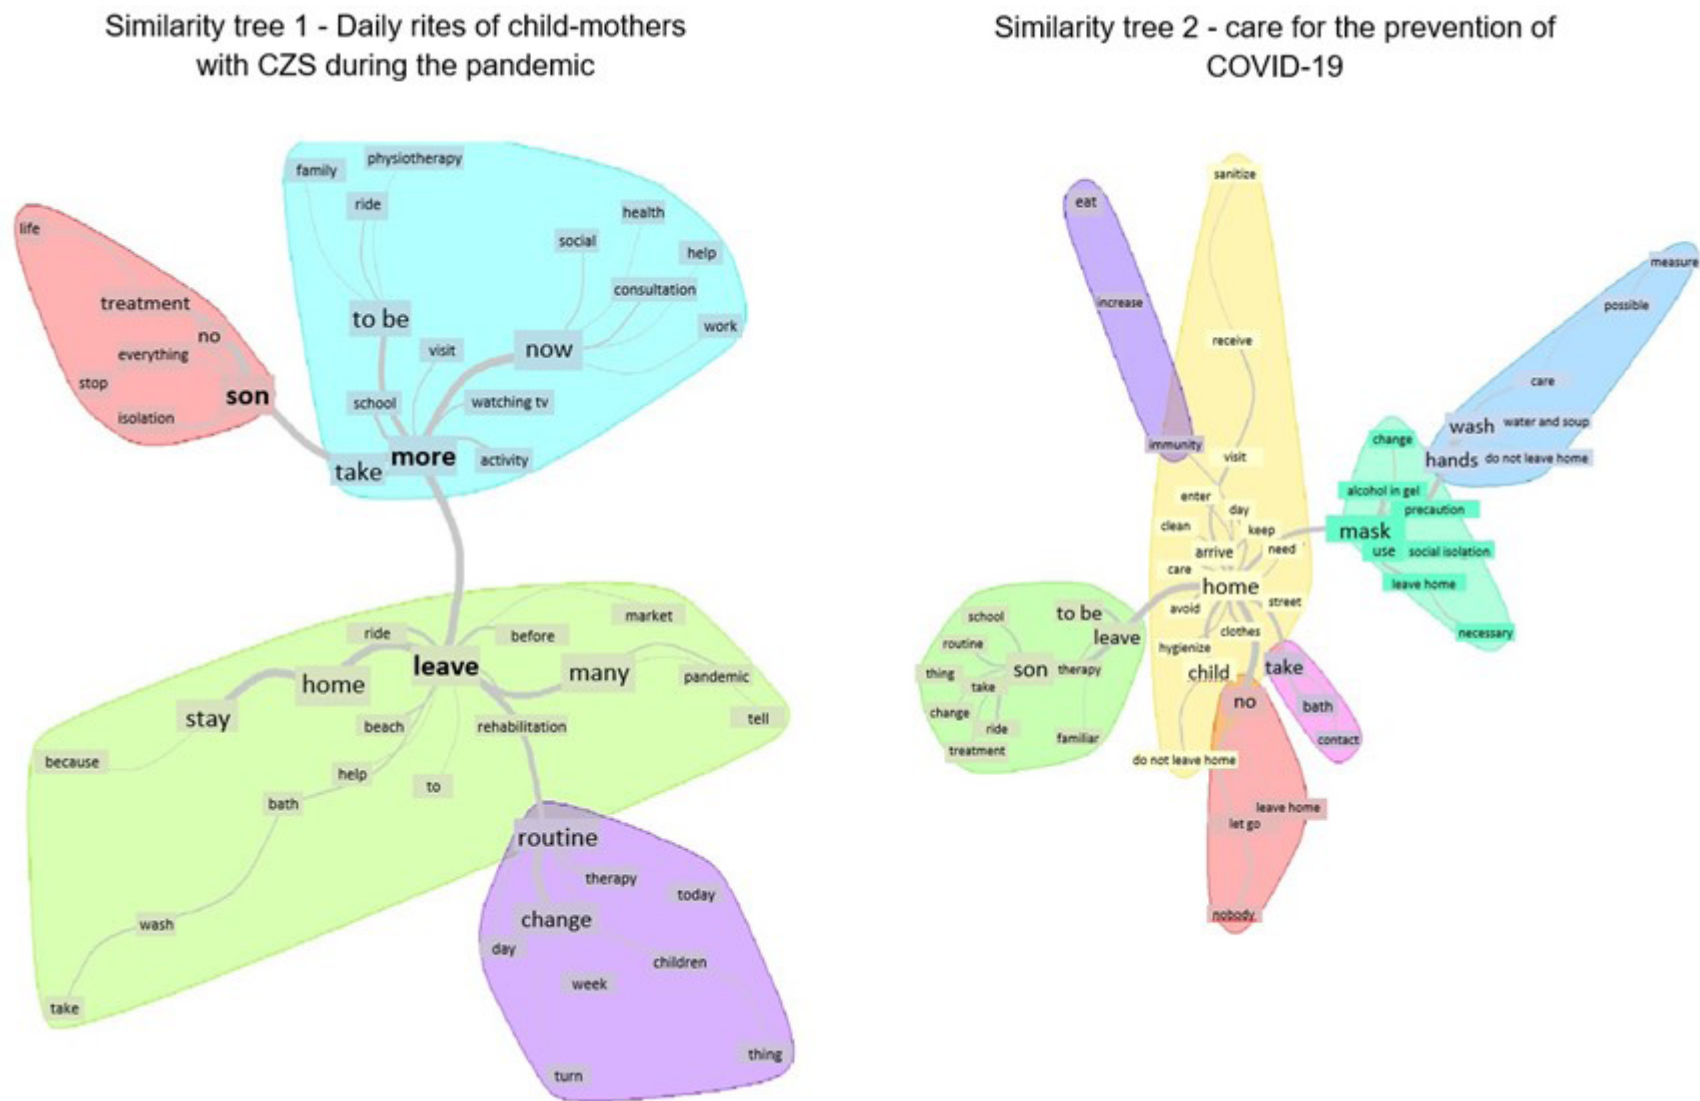 Similarity tree 1 - Daily rites of child-mothers
with CZS during the pandemic
life
treatment
no
everything
stop
isolation
son
family
physiotherapy
ride
health
social
help
consultation
to be
work
visit
now
school
watching tv
take
more
activity
ride
before
market
leave
many
home
pandemic
stay
beach
rehabilitation
tell
because
help
to
bath
wash
take
routine
therapy
today
change
day
children
week
thing
turn
Similarity tree 2 - care for the prevention of
COVID-19
eat
increase
immunity
sanitize
receive
visit
enter
day
clean
keep
arrive
need
care
home
avoid
street
clothes
hygienize
child
do not leave home
measure
possible
care
wash
water and soup
hands
do not leave home
change
alcohol in gel
precaution
mask
use
social isolation
leave home
necessary
school
to be
leave
routine
son
therapy
thing
take
change
ride
treatment
familiar
take
bath
contact
no
leave home
let go
nobody